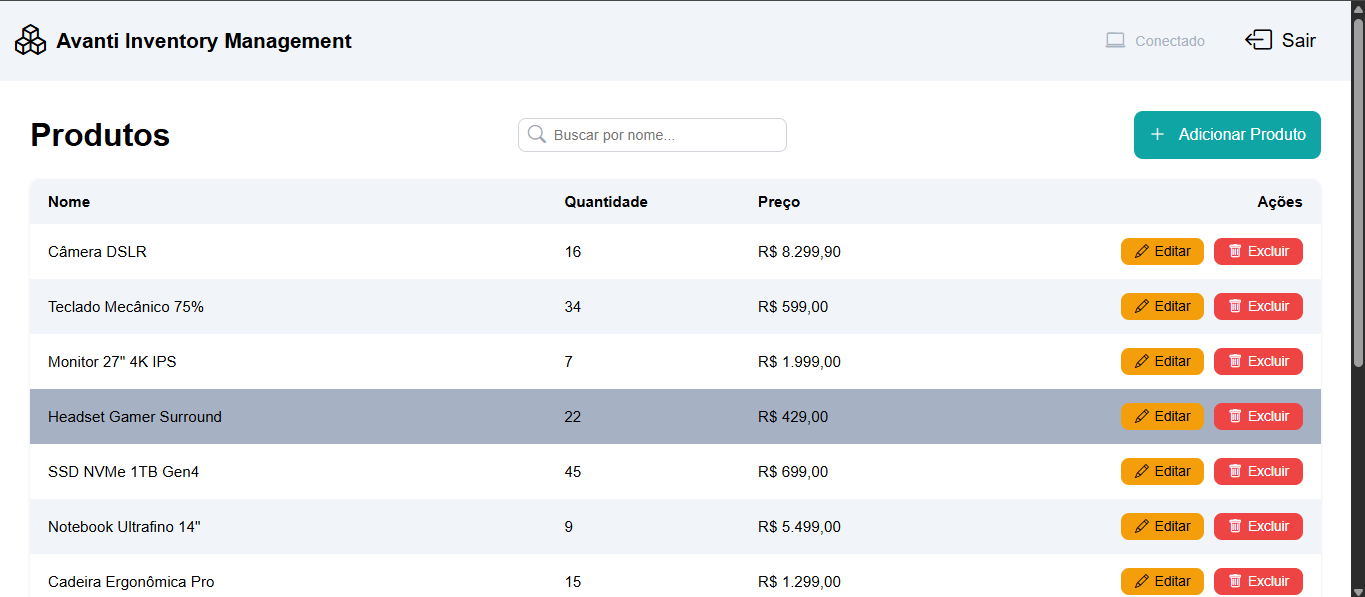 Avanti Inventory Management Conectado Sair
Produtos Buscar por nome... + Adicionar Produto
Nome Quantidade Preço Ações
Câmera DSLR 16 R$ 8.299,90 Editar Excluir
Teclado Mecânico 75% 34 R$ 599,00 Editar Excluir
Monitor 27" 4K IPS 7 R$ 1.999,00 Editar Excluir
Headset Gamer Surround 22 R$ 429,00 Editar Excluir
SSD NVMe 1TB Gen4 45 R$ 699,00 Editar Excluir
Notebook Ultrafino 14" 9 R$ 5.499,00 Editar Excluir
Cadeira Ergonômica Pro 15 R$ 1.299,00 Editar Excluir